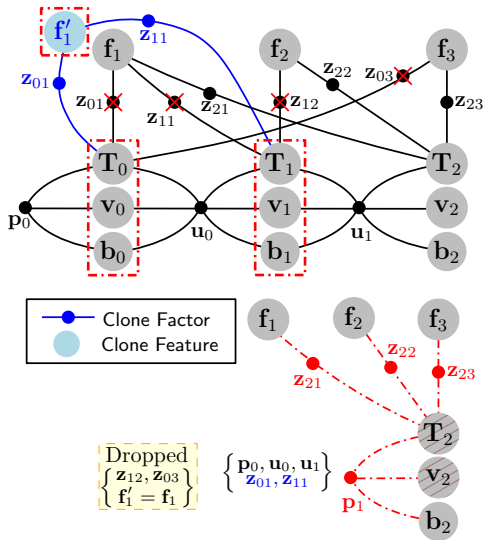 f₁′
z₁₁
f₁
f₂
f₃
z₀₁
z₀₁
z₁₁
z₂₁
z₁₂
z₂₂
z₀₃
z₂₃
T₀
T₁
T₂
p₀
v₀
u₀
v₁
u₁
v₂
b₀
b₁
b₂
Clone Factor
Clone Feature
f₁
f₂
f₃
z₂₁
z₂₂
z₂₃
T₂
Dropped
{z₁₂, z₀₃
f₁′ = f₁}
{p₀, u₀, u₁
z₀₁, z₁₁}
v₂
p₁
b₂